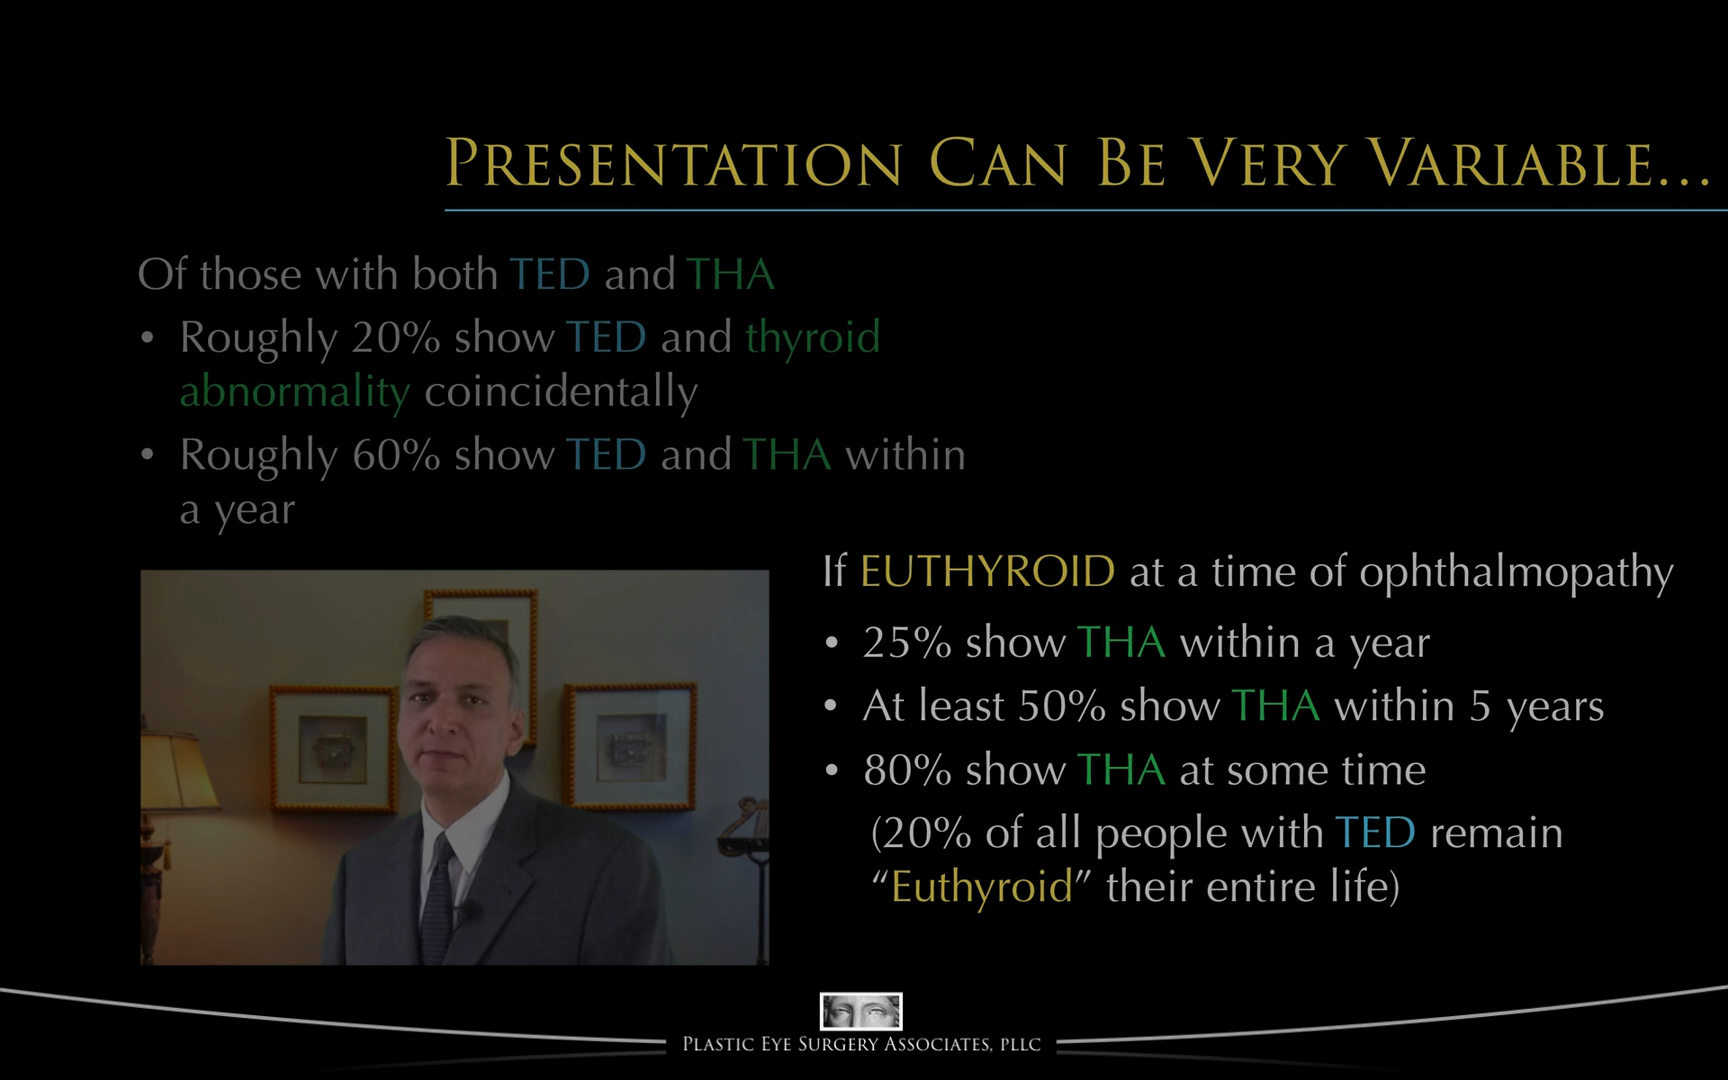 PRESENTATION CAN BE VERY VARIABLE...
Of those with both TED and THA
• Roughly 20% show TED and thyroid
abnormality coincidentally
• Roughly 60% show TED and THA within
a year
If EUTHYROID at a time of ophthalmopathy
• 25% show THA within a year
• At least 50% show THA within 5 years
• 80% show THA at some time
(20% of all people with TED remain
“Euthyroid” their entire life)
PLASTIC EYE SURGERY ASSOCIATES, PLLC